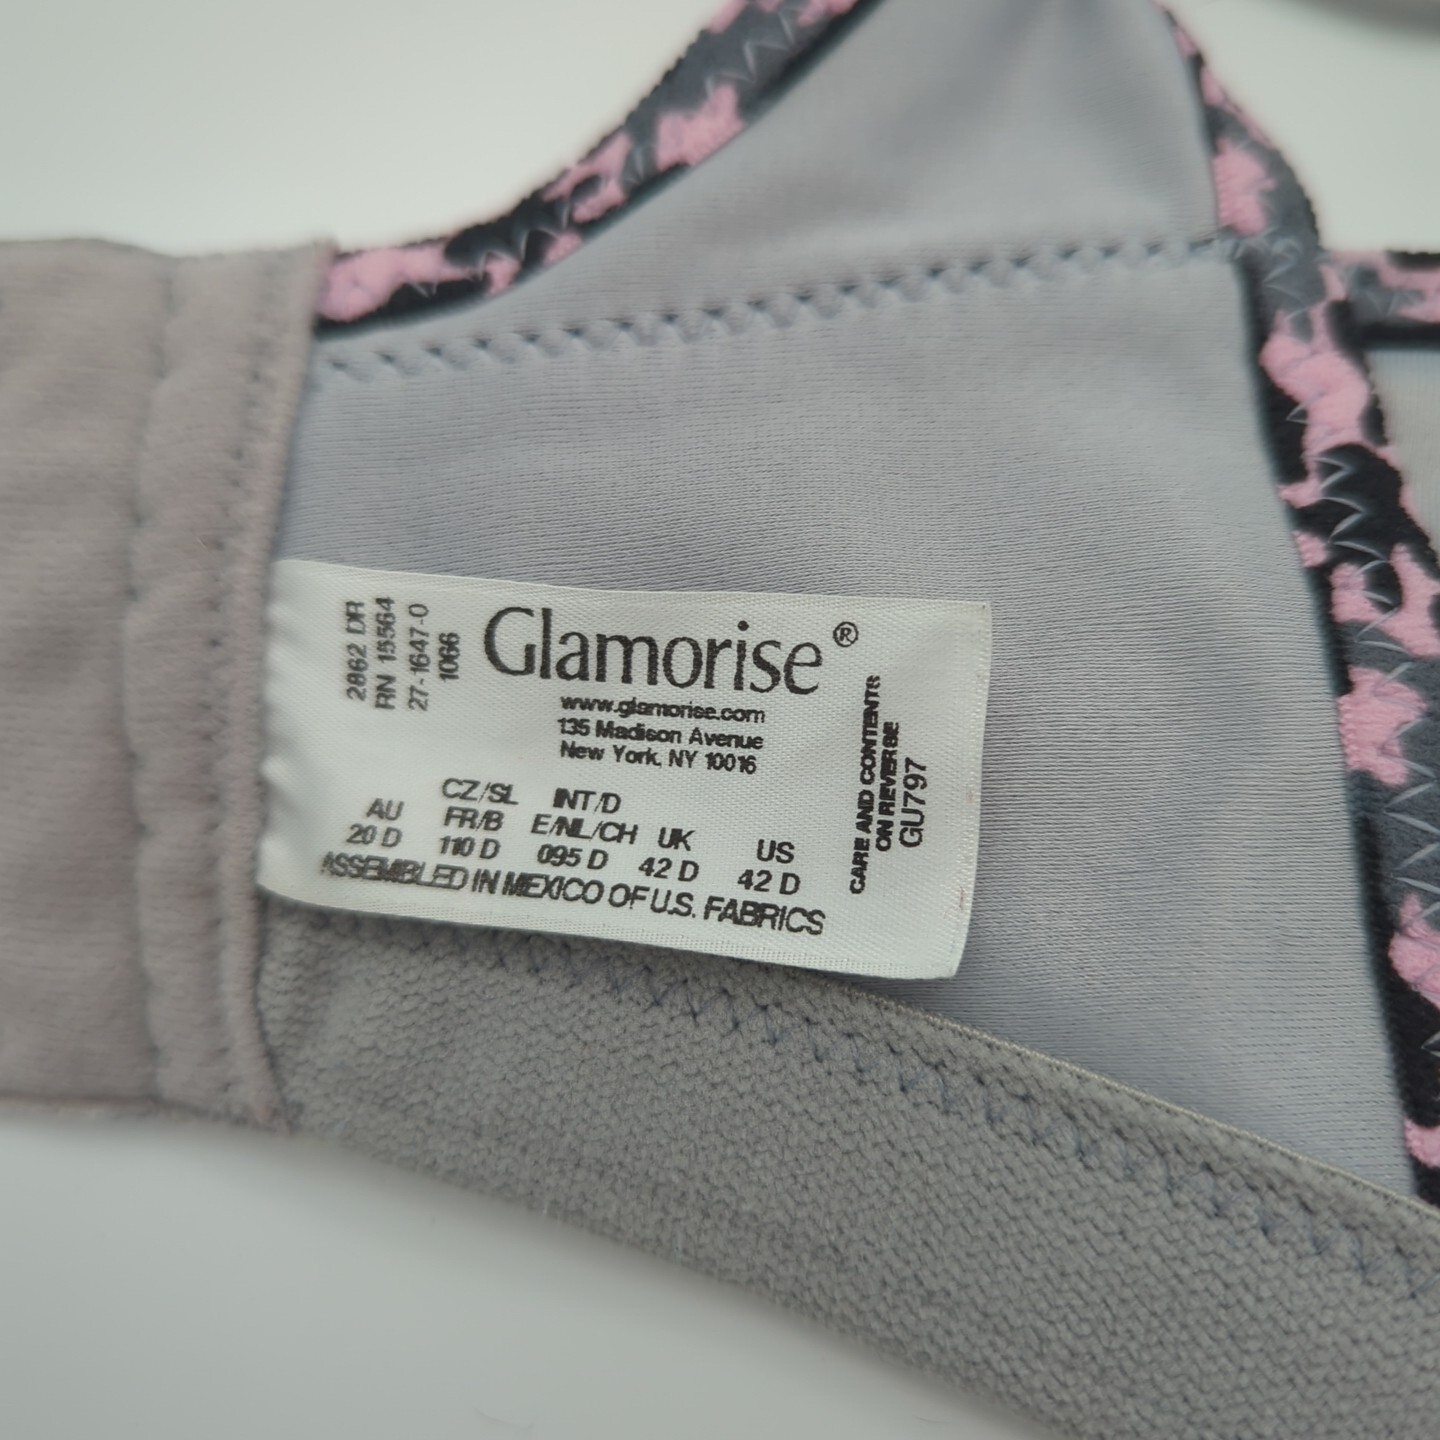 2862 DR
RN 15564
27-1647-0
1066
Glamorise®
www.glamorise.com
135 Madison Avenue
New York, NY 10016
AU
20 D
CZ/SL
FR/B
110 D
INT/D
E/NL/CH
095 D
UK
42 D
US
42 D
ASSEMBLED IN MEXICO OF U.S. FABRICS
CARE AND CONTENTS
ON REVERSE
GU797